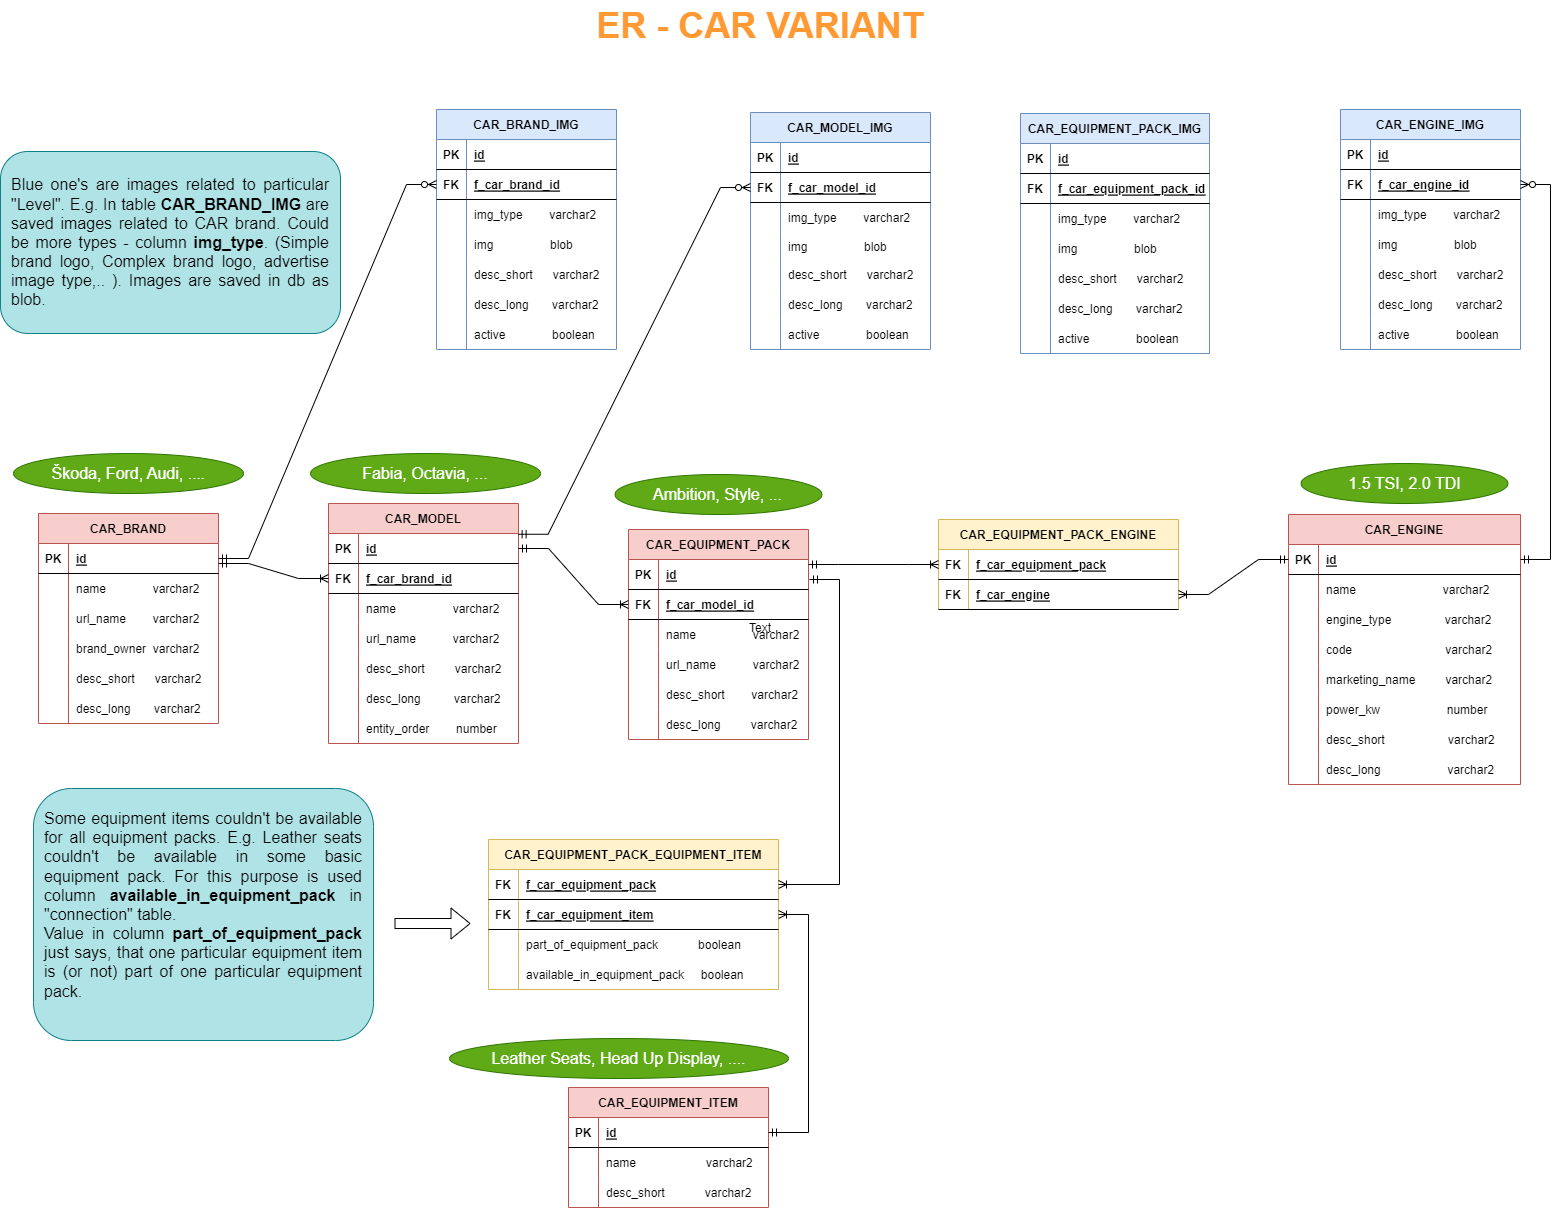 ER - CAR VARIANT
Blue one's are images related to particular
"Level". E.g. In table CAR_BRAND_IMG are
saved images related to CAR brand. Could
be more types - column img_type. (Simple
brand logo, Complex brand logo, advertise
image type,.. ). Images are saved in db as
blob.
CAR_BRAND_IMG
PK id
FK f_car_brand_id
img_type varchar2
img blob
desc_short varchar2
desc_long varchar2
active boolean
CAR_MODEL_IMG
PK id
FK f_car_model_id
img_type varchar2
img blob
desc_short varchar2
desc_long varchar2
active boolean
CAR_EQUIPMENT_PACK_IMG
PK id
FK f_car_equipment_pack_id
img_type varchar2
img blob
desc_short varchar2
desc_long varchar2
active boolean
CAR_ENGINE_IMG
PK id
FK f_car_engine_id
img_type varchar2
img blob
desc_short varchar2
desc_long varchar2
active boolean
Škoda, Ford, Audi, ....
CAR_BRAND
PK id
name varchar2
url_name varchar2
brand_owner varchar2
desc_short varchar2
desc_long varchar2
Fabia, Octavia, ...
CAR_MODEL
PK id
FK f_car_brand_id
name varchar2
url_name varchar2
desc_short varchar2
desc_long varchar2
entity_order number
Ambition, Style, ...
CAR_EQUIPMENT_PACK
PK id
FK f_car_model_id
Text
name varchar2
url_name varchar2
desc_short varchar2
desc_long varchar2
CAR_EQUIPMENT_PACK_ENGINE
FK f_car_equipment_pack
FK f_car_engine
1.5 TSI, 2.0 TDI
CAR_ENGINE
PK id
name varchar2
engine_type varchar2
code varchar2
marketing_name varchar2
power_kw number
desc_short varchar2
desc_long varchar2
Some equipment items couldn't be available
for all equipment packs. E.g. Leather seats
couldn't be available in some basic
equipment pack. For this purpose is used
column available_in_equipment_pack in
"connection" table.
Value in column part_of_equipment_pack
just says, that one particular equipment item
is (or not) part of one particular equipment
pack.
CAR_EQUIPMENT_PACK_EQUIPMENT_ITEM
FK f_car_equipment_pack
FK f_car_equipment_item
part_of_equipment_pack boolean
available_in_equipment_pack boolean
Leather Seats, Head Up Display, ....
CAR_EQUIPMENT_ITEM
PK id
name varchar2
desc_short varchar2